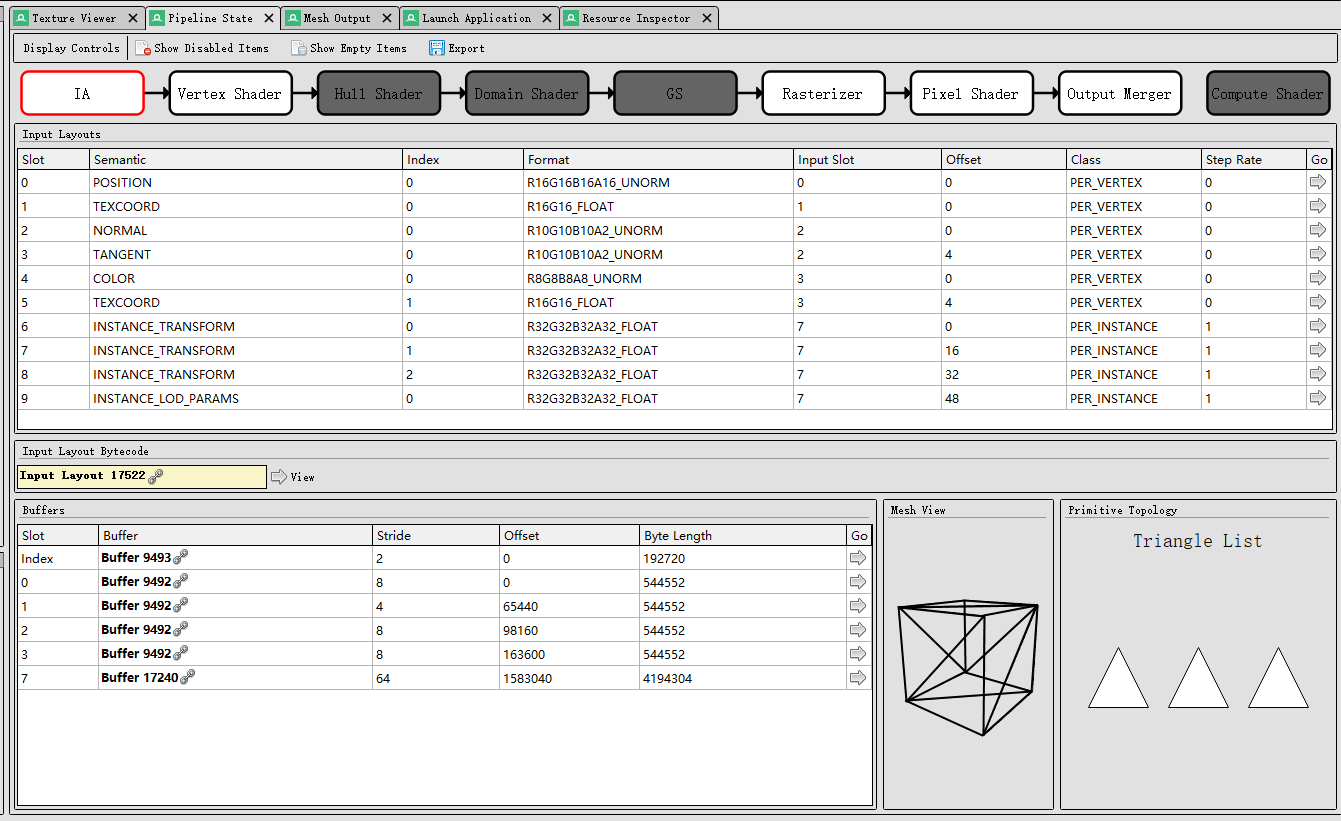 Texture Viewer Pipeline State Mesh Output Launch Application Resource Inspector
Display Controls Show Disabled Items Show Empty Items Export
IA Vertex Shader Hull Shader Domain Shader GS Rasterizer Pixel Shader Output Merger Compute Shader
Input Layouts
Slot Semantic Index Format Input Slot Offset Class Step Rate Go
0 POSITION 0 R16G16B16A16_UNORM 0 0 PER_VERTEX 0
1 TEXCOORD 0 R16G16_FLOAT 1 0 PER_VERTEX 0
2 NORMAL 0 R10G10B10A2_UNORM 2 0 PER_VERTEX 0
3 TANGENT 0 R10G10B10A2_UNORM 2 4 PER_VERTEX 0
4 COLOR 0 R8G8B8A8_UNORM 3 0 PER_VERTEX 0
5 TEXCOORD 1 R16G16_FLOAT 3 4 PER_VERTEX 0
6 INSTANCE_TRANSFORM 0 R32G32B32A32_FLOAT 7 0 PER_INSTANCE 1
7 INSTANCE_TRANSFORM 1 R32G32B32A32_FLOAT 7 16 PER_INSTANCE 1
8 INSTANCE_TRANSFORM 2 R32G32B32A32_FLOAT 7 32 PER_INSTANCE 1
9 INSTANCE_LOD_PARAMS 0 R32G32B32A32_FLOAT 7 48 PER_INSTANCE 1
Input Layout Bytecode
Input Layout 17522 View
Buffers
Slot Buffer Stride Offset Byte Length Go
Index Buffer 9493 2 0 192720
0 Buffer 9492 8 0 544552
1 Buffer 9492 4 65440 544552
2 Buffer 9492 8 98160 544552
3 Buffer 9492 8 163600 544552
7 Buffer 17240 64 1583040 4194304
Mesh View
Primitive Topology
Triangle List